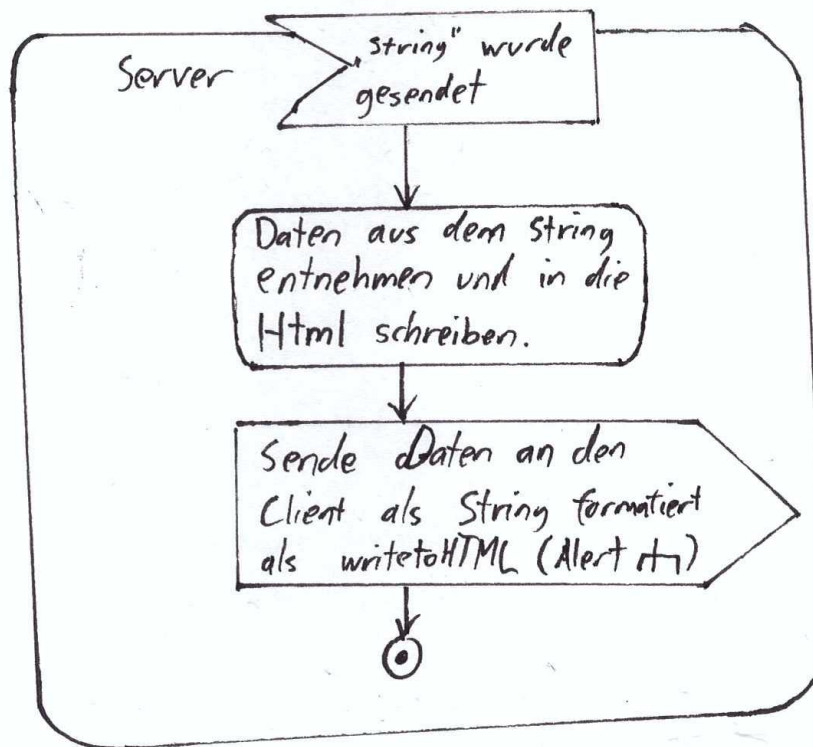 Server
„string" wurde
gesendet
Daten aus dem String
entnehmen und in die
Html schreiben.
Sende Daten an den
Client als String formatiert
als writetoHTML (Alert )